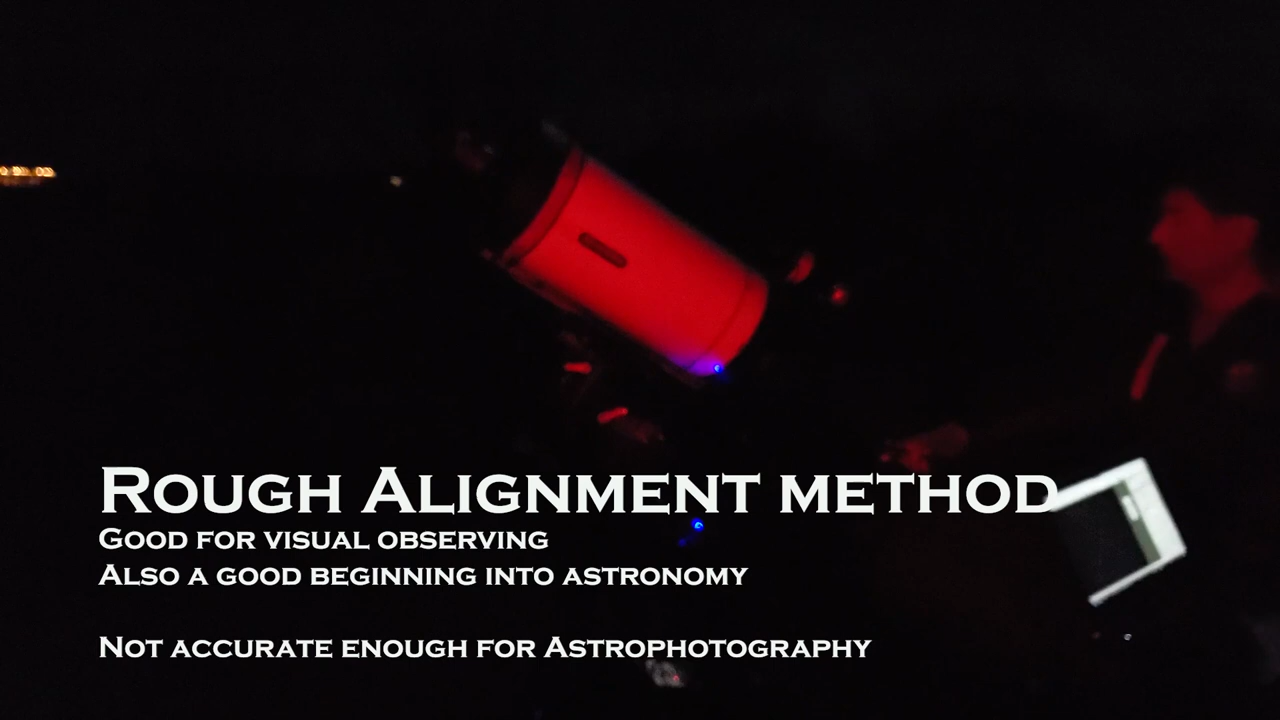 Rough Alignment method
Good for visual observing
Also a good beginning into astronomy
Not accurate enough for Astrophotography